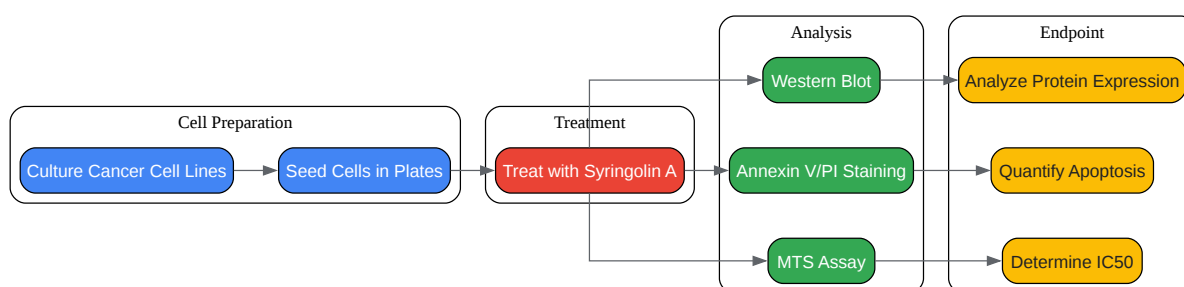 Cell Preparation
Culture Cancer Cell Lines
Seed Cells in Plates
Treatment
Treat with Syringolin A
Analysis
Western Blot
Annexin V/PI Staining
MTS Assay
Endpoint
Analyze Protein Expression
Quantify Apoptosis
Determine IC50